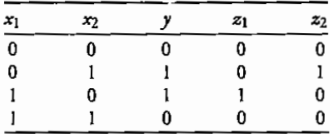 x₁ x₂ y z₁ z₂
0 0 0 0 0
0 1 1 0 1
1 0 1 1 0
1 1 0 0 0